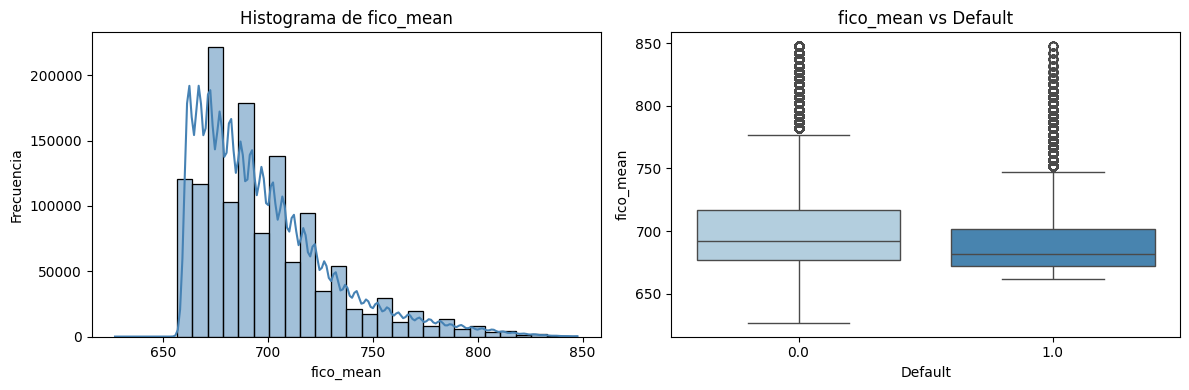 Histograma de fico_mean
Frecuencia
200000
150000
100000
50000
0
650
700
750
800
850
fico_mean
fico_mean vs Default
fico_mean
850
800
750
700
650
0.0
1.0
Default